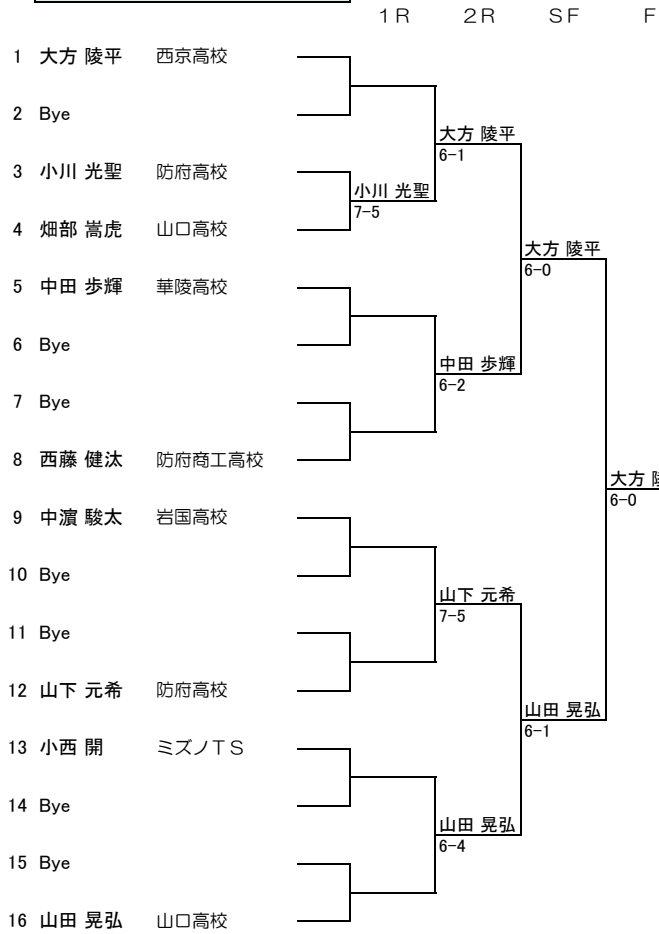 1R 2R SF F
1 大方 陵平 西京高校
2 Bye
大方 陵平
6-1
3 小川 光聖 防府高校
小川 光聖
7-5
4 畑部 嵩虎 山口高校
大方 陵平
6-0
5 中田 歩輝 華陵高校
6 Bye
中田 歩輝
6-2
7 Bye
8 西藤 健汰 防府商工高校
大方
6-0
9 中濵 駿太 岩国高校
10 Bye
山下 元希
7-5
11 Bye
12 山下 元希 防府高校
山田 晃弘
6-1
13 小西 開 ミズノTS
14 Bye
山田 晃弘
6-4
15 Bye
16 山田 晃弘 山口高校